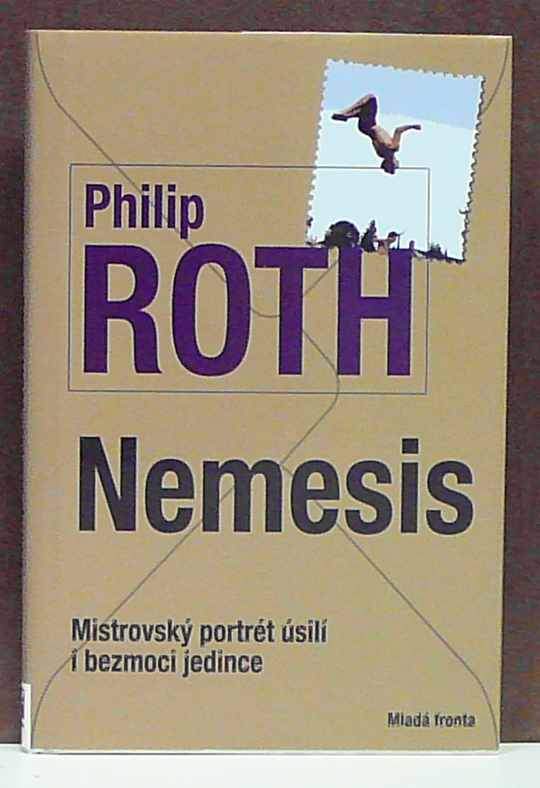 Philip
ROTH
Nemesis
Mistrovský portrét úsilí
i bezmoci jedince
Mladá fronta